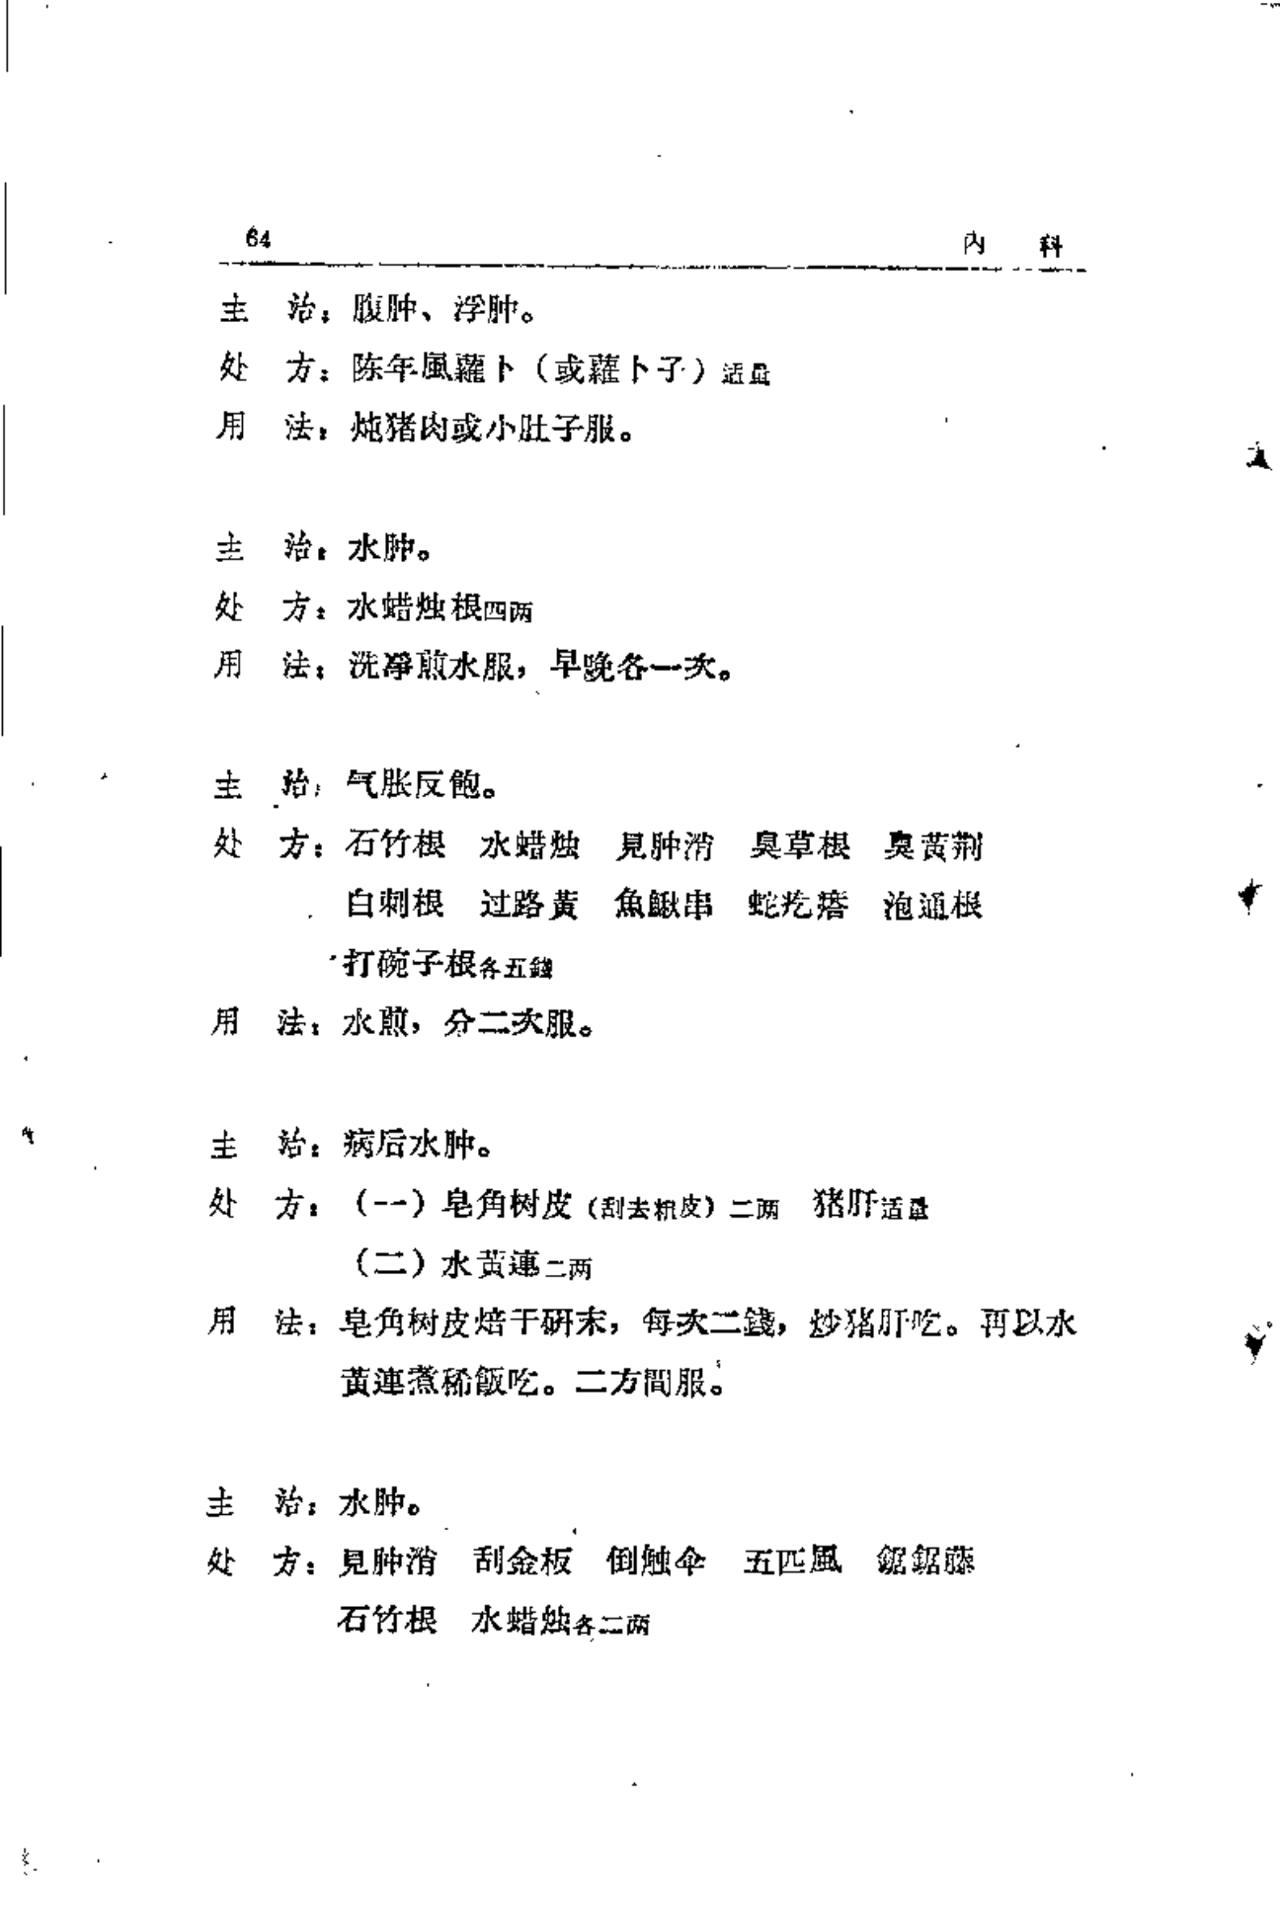 64 內 科
主 治：腹肿、浮肿。
处 方：陈年風蘿卜（或蘿卜子）适量
用 法：炖猪肉或小肚子服。
主 治：水肿。
处 方：水蜡烛根四两
用 法：洗淨煎水服，早晚各一次。
主 治：气胀反飽。
处 方：石竹根 水蜡烛 見肿消 臭草根 臭黄荆
白刺根 过路黃 魚鰍串 蛇疙瘩 泡通根
打碗子根各五錢
用 法：水煎，分二次服。
主 治：病后水肿。
处 方：（一）皂角树皮（刮去粗皮）二两 猪肝适量
（二）水黃連二两
用 法：皂角树皮焙干研末，每次二錢，炒猪肝吃。再以水
黃連煮稀飯吃。二方間服。
主 治：水肿。
处 方：見肿消 刮金板 倒触伞 五匹風 鋸鋸藤
石竹根 水蜡烛各二两